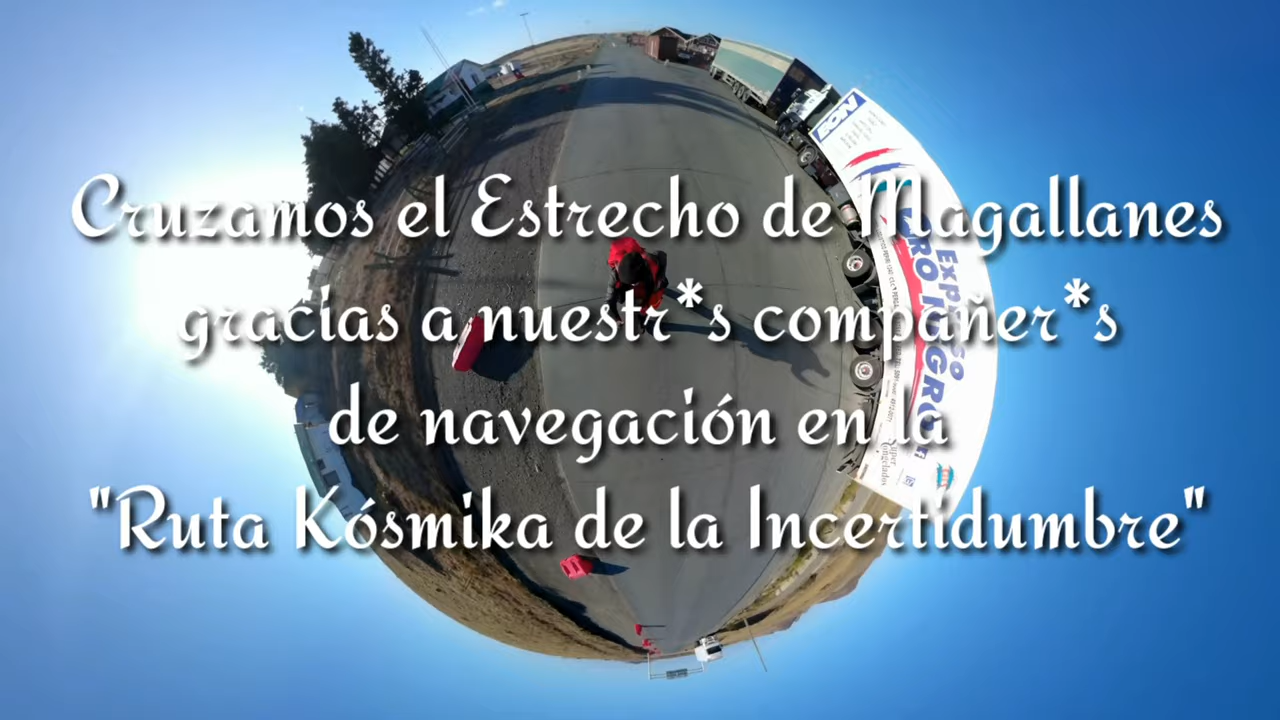 Cruzamos el Estrecho de Magallanes
gracias a nuestr*s compañer*s
de navegación en la
"Ruta Kósmika de la Incertidumbre"